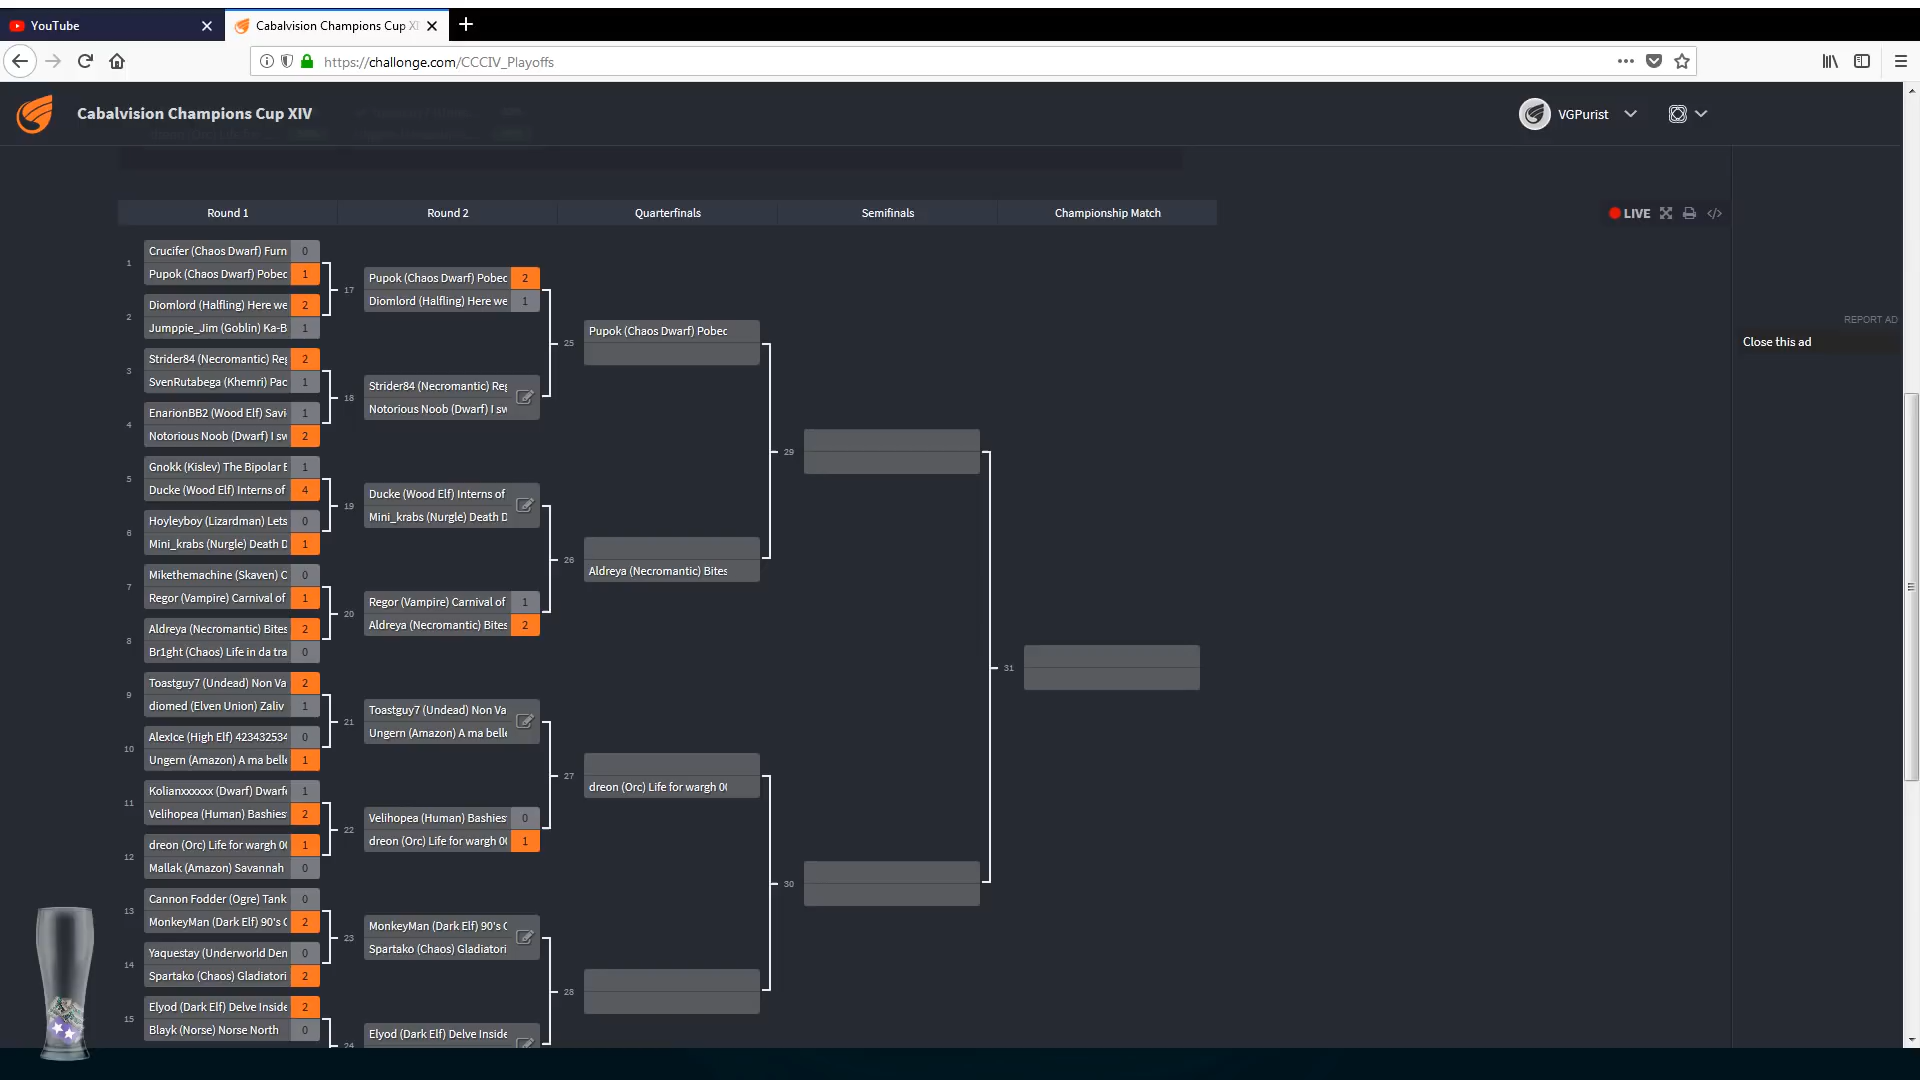 YouTube
Cabalvision Champions Cup XI
https://challonge.com/CCCIV_Playoffs
Cabalvision Champions Cup XIV
VGPurist
Round 1
Round 2
Quarterfinals
Semifinals
Championship Match
LIVE
REPORT AD
Close this ad
1
Crucifer (Chaos Dwarf) Furn 0
Pupok (Chaos Dwarf) Pobec 1
2
Diomlord (Halfling) Here we 2
Jumppie_Jim (Goblin) Ka-B 1
3
Strider84 (Necromantic) Reg 2
SvenRutabega (Khemri) Pac 1
4
EnarionBB2 (Wood Elf) Savi 1
Notorious Noob (Dwarf) I sw 2
5
Gnokk (Kislev) The Bipolar B 1
Ducke (Wood Elf) Interns of 4
6
Hoyleyboy (Lizardman) Lets 0
Mini_krabs (Nurgle) Death D 1
7
Mikethemachine (Skaven) C 0
Regor (Vampire) Carnival of 1
8
Aldreya (Necromantic) Bites 2
Br1ght (Chaos) Life in da tra 0
9
Toastguy7 (Undead) Non Va 2
diomed (Elven Union) Zaliv 1
10
AlexIce (High Elf) 423432534 0
Ungern (Amazon) A ma belle 1
11
Kolianxxxxxx (Dwarf) Dwarfe 1
Velihopea (Human) Bashies 2
12
dreon (Orc) Life for wargh 00 1
Mallak (Amazon) Savannah 0
13
Cannon Fodder (Ogre) Tank 0
MonkeyMan (Dark Elf) 90's C 2
14
Yaquestay (Underworld Den 0
Spartako (Chaos) Gladiatori 2
15
Elyod (Dark Elf) Delve Inside 2
Blayk (Norse) Norse North 0
17
Pupok (Chaos Dwarf) Pobec 2
Diomlord (Halfling) Here we 1
18
Strider84 (Necromantic) Reg
Notorious Noob (Dwarf) I sw
19
Ducke (Wood Elf) Interns of
Mini_krabs (Nurgle) Death D
20
Regor (Vampire) Carnival of 1
Aldreya (Necromantic) Bites 2
21
Toastguy7 (Undead) Non Va
Ungern (Amazon) A ma belle
22
Velihopea (Human) Bashies 0
dreon (Orc) Life for wargh 00 1
23
MonkeyMan (Dark Elf) 90's C
Spartako (Chaos) Gladiatori
24
Elyod (Dark Elf) Delve Inside
25
Pupok (Chaos Dwarf) Pobec
26
Aldreya (Necromantic) Bites
27
dreon (Orc) Life for wargh 00
28
29
30
31